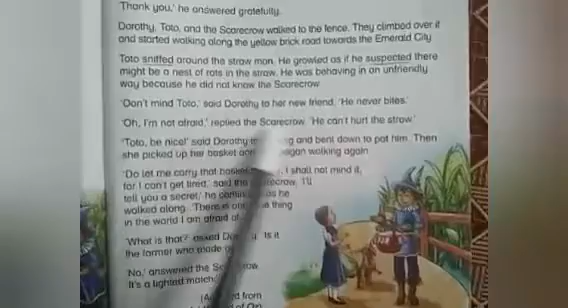 Thank you,' he answered gratefully.
Dorothy, Toto, and the Scarecrow walked to the fence. They climbed over it
and started walking along the yellow brick road towards the Emerald City
Toto sniffed around the straw man. He growled as if he suspected there
might be a nest of rats in the straw. He was behaving in an unfriendly
way because he did not know the Scarecrow
'Don't mind Toto,' said Dorothy to her new friend. 'He never bites.'
'Oh, I'm not afraid,' replied the Scarecrow. 'He can't hurt the straw.'
'Toto, be nice!' said Dorothy and bent down to pat him. Then
she picked up her basket and walking again
'Do let me carry that I shall not mind it,
for I can't get tired,' said the I'll
tell you a secret,' he as he
walked along. thing
in the world I am afraid of
'What is that?' asked Is it
the farmer who made
'No,' answered the
It's a lighted match.'
from